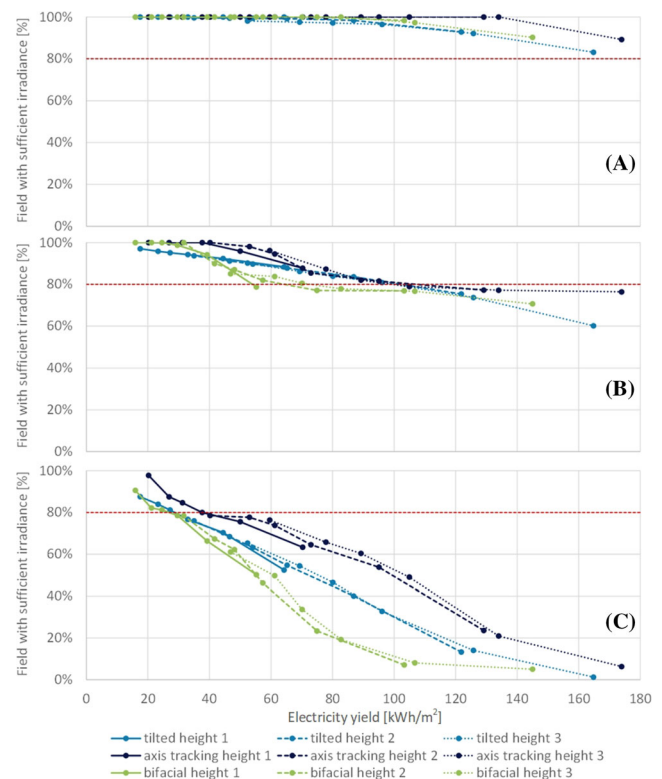 Field with sufficient irradiance [%]
100%
80%
60%
40%
20%
0%
(A)
Field with sufficient irradiance [%]
100%
80%
60%
40%
20%
0%
(B)
Field with sufficient irradiance [%]
100%
80%
60%
40%
20%
0%
(C)
0 20 40 60 80 100 120 140 160 180
Electricity yield [kWh/m²]
tilted height 1 tilted height 2 tilted height 3
axis tracking height 1 axis tracking height 2 axis tracking height 3
bifacial height 1 bifacial height 2 bifacial height 3